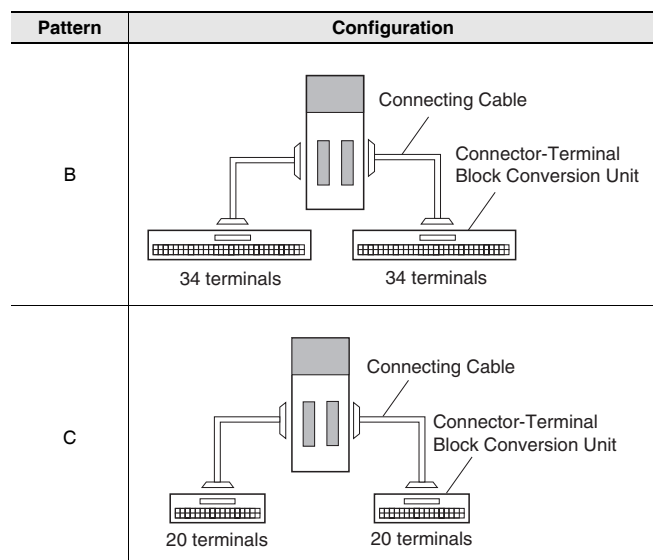 Pattern
Configuration
B
Connecting Cable
Connector-Terminal
Block Conversion Unit
34 terminals
34 terminals
C
Connecting Cable
Connector-Terminal
Block Conversion Unit
20 terminals
20 terminals